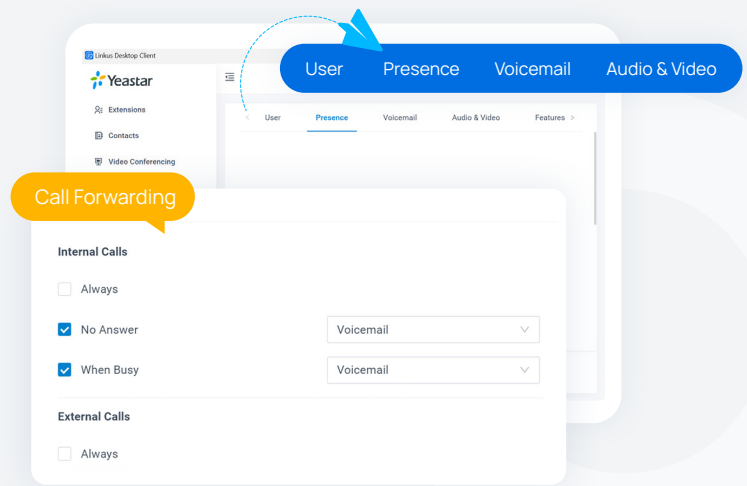 Linkus Desktop Client
User Presence Voicemail Audio & Video
Yeastar
Extensions
< User Presence Voicemail Audio & Video Features >
Contacts
Video Conferencing
Call Forwarding
Internal Calls
Always
No Answer Voicemail
When Busy Voicemail
External Calls
Always